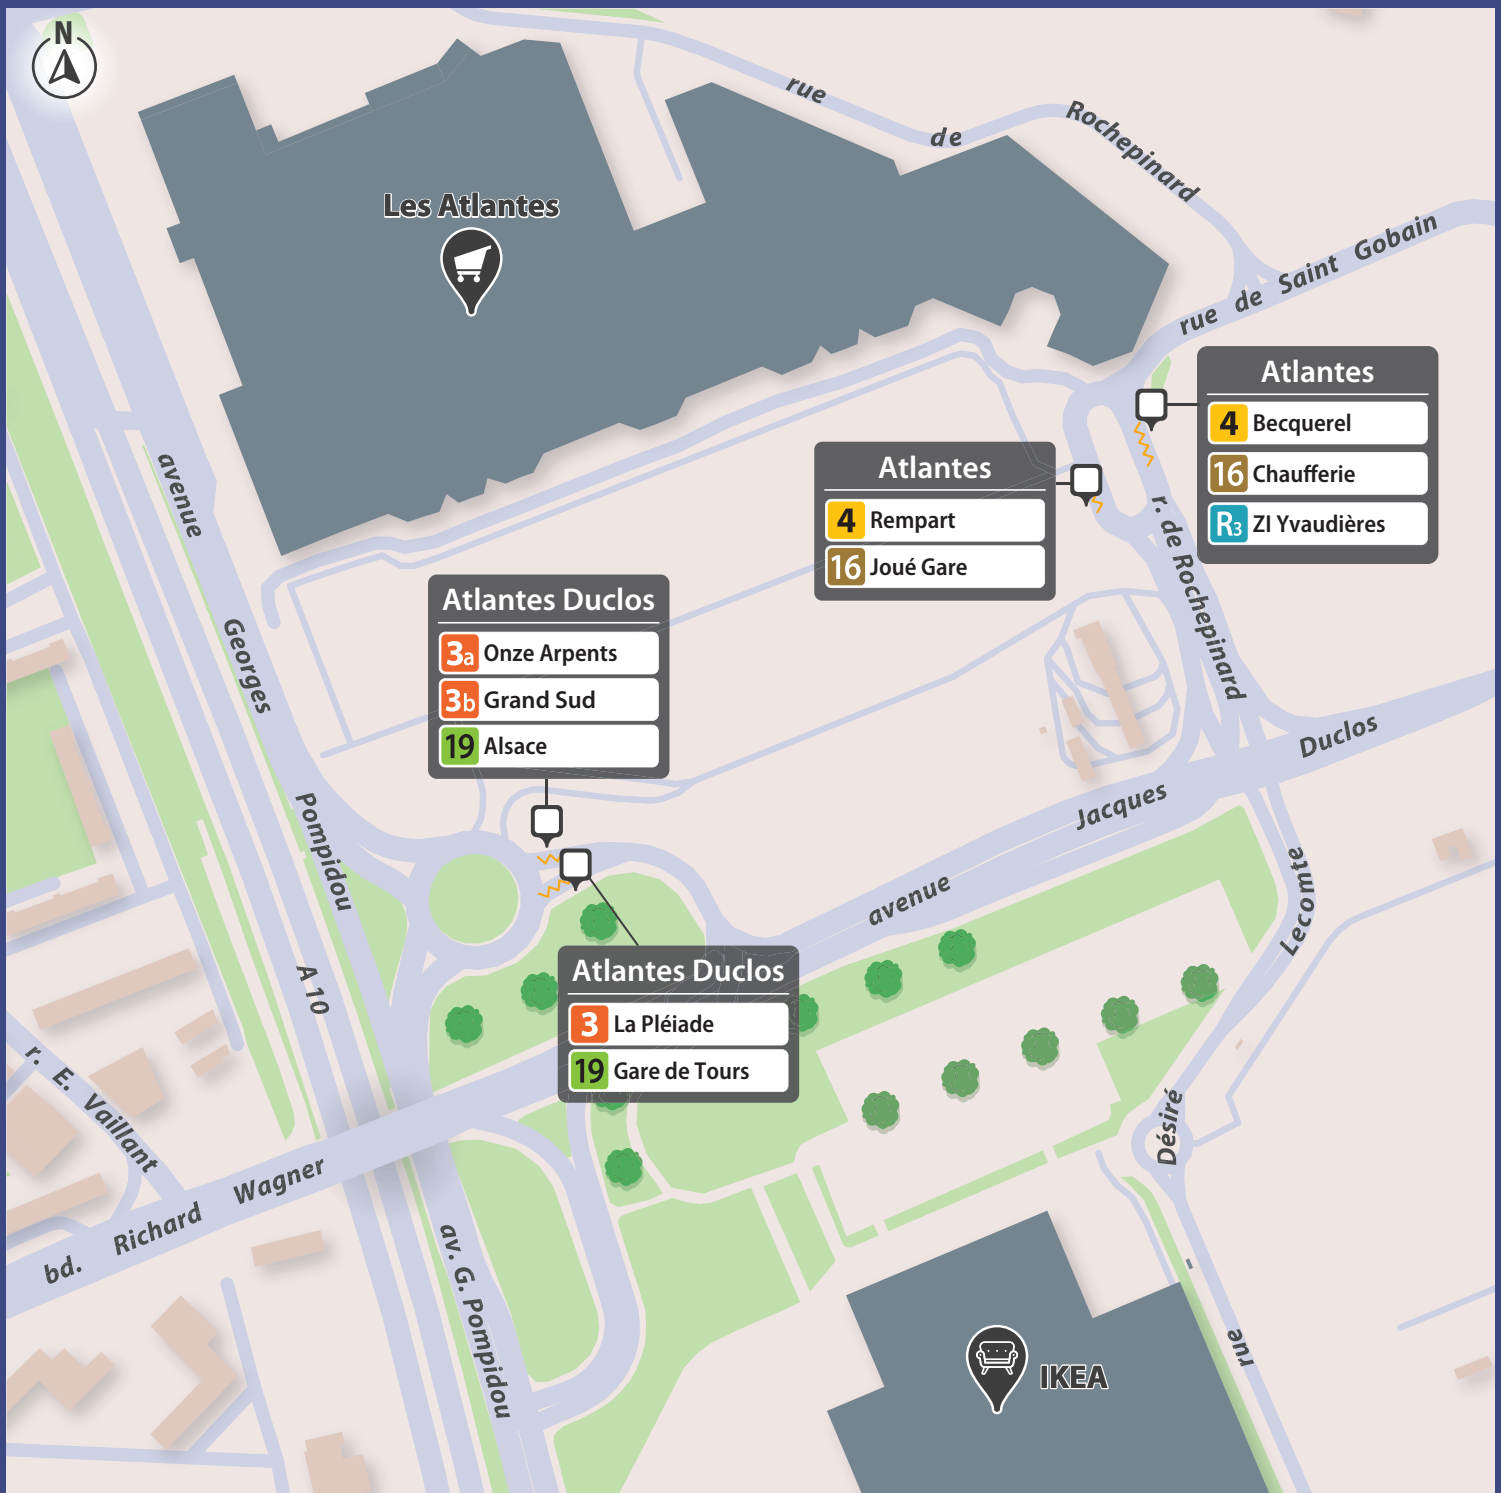 N
rue de Rochepinard
Les Atlantes
rue de Saint Gobain
Atlantes
4 Becquerel
16 Chaufferie
R3 ZI Yvaudières
Atlantes
4 Rempart
16 Joué Gare
r. de Rochepinard
avenue Georges Pompidou
Atlantes Duclos
3a Onze Arpents
3b Grand Sud
19 Alsace
avenue Jacques Duclos
Atlantes Duclos
3 La Pléiade
19 Gare de Tours
A 10
r. E. Vaillant
bd. Richard Wagner
av. G. Pompidou
rue - Désiré Lecomte
IKEA